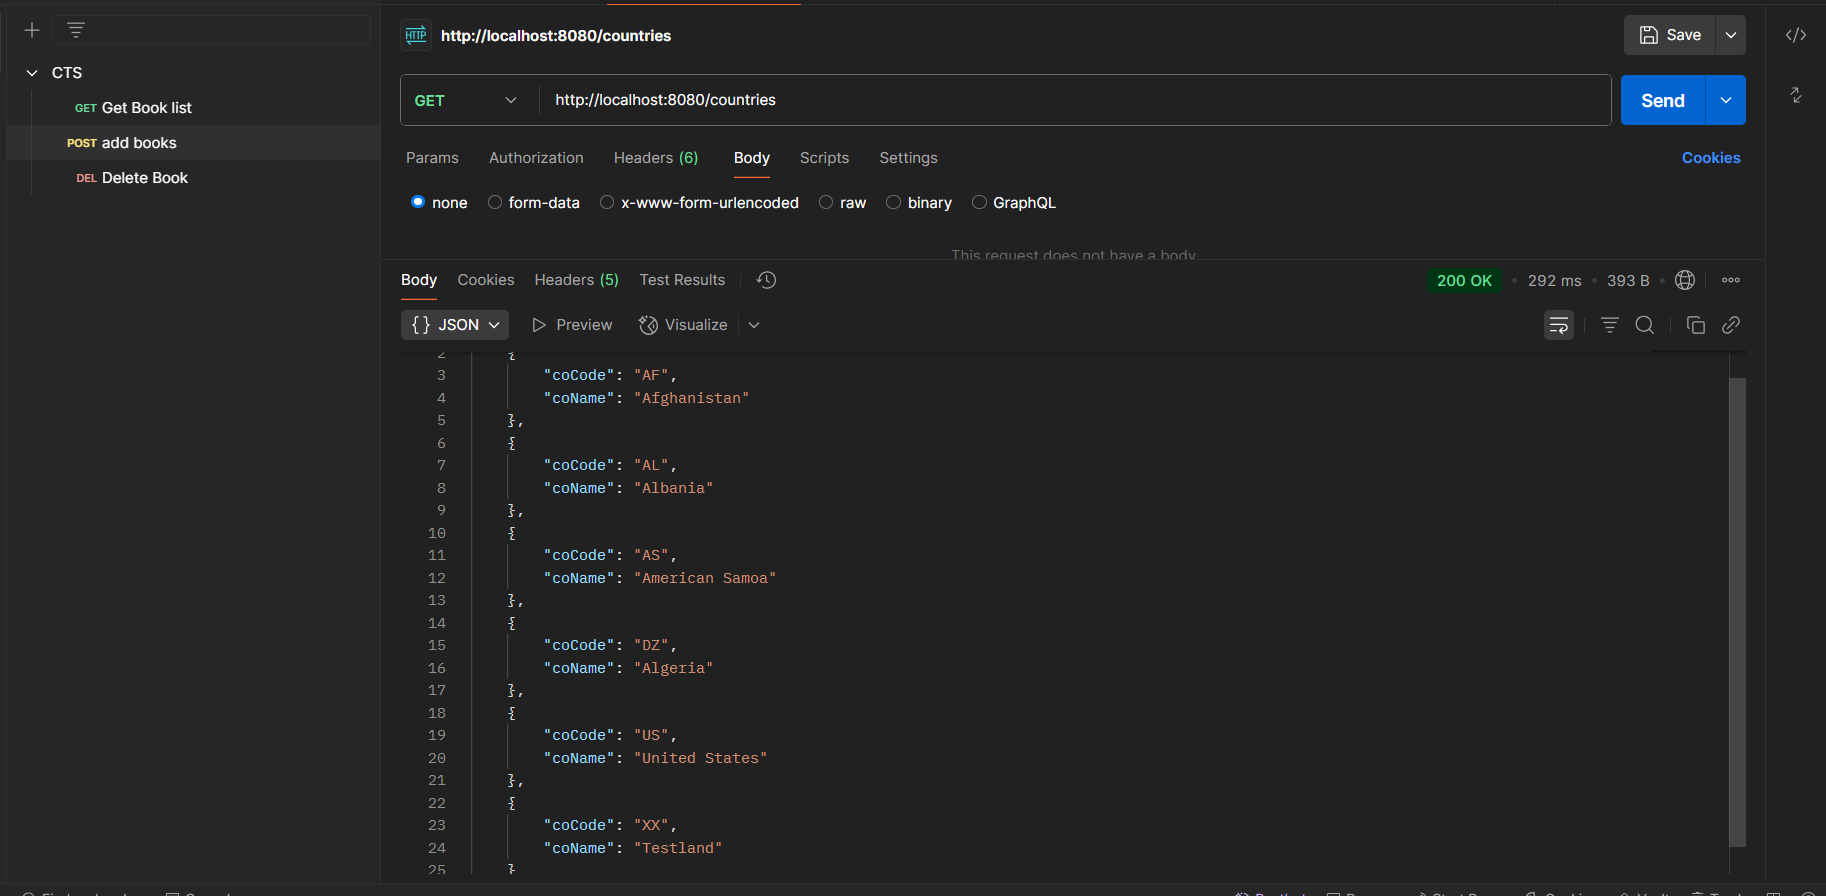 HTTP http://localhost:8080/countries
Save
CTS
GET Get Book list
POST add books
DEL Delete Book
GET http://localhost:8080/countries
Send
Params Authorization Headers (6) Body Scripts Settings
Cookies
none form-data x-www-form-urlencoded raw binary GraphQL
This request does not have a body
Body Cookies Headers (5) Test Results
200 OK • 292 ms • 393 B
{} JSON Preview Visualize
2 {
3 "coCode": "AF",
4 "coName": "Afghanistan"
5 },
6 {
7 "coCode": "AL",
8 "coName": "Albania"
9 },
10 {
11 "coCode": "AS",
12 "coName": "American Samoa"
13 },
14 {
15 "coCode": "DZ",
16 "coName": "Algeria"
17 },
18 {
19 "coCode": "US",
20 "coName": "United States"
21 },
22 {
23 "coCode": "XX",
24 "coName": "Testland"
25 }